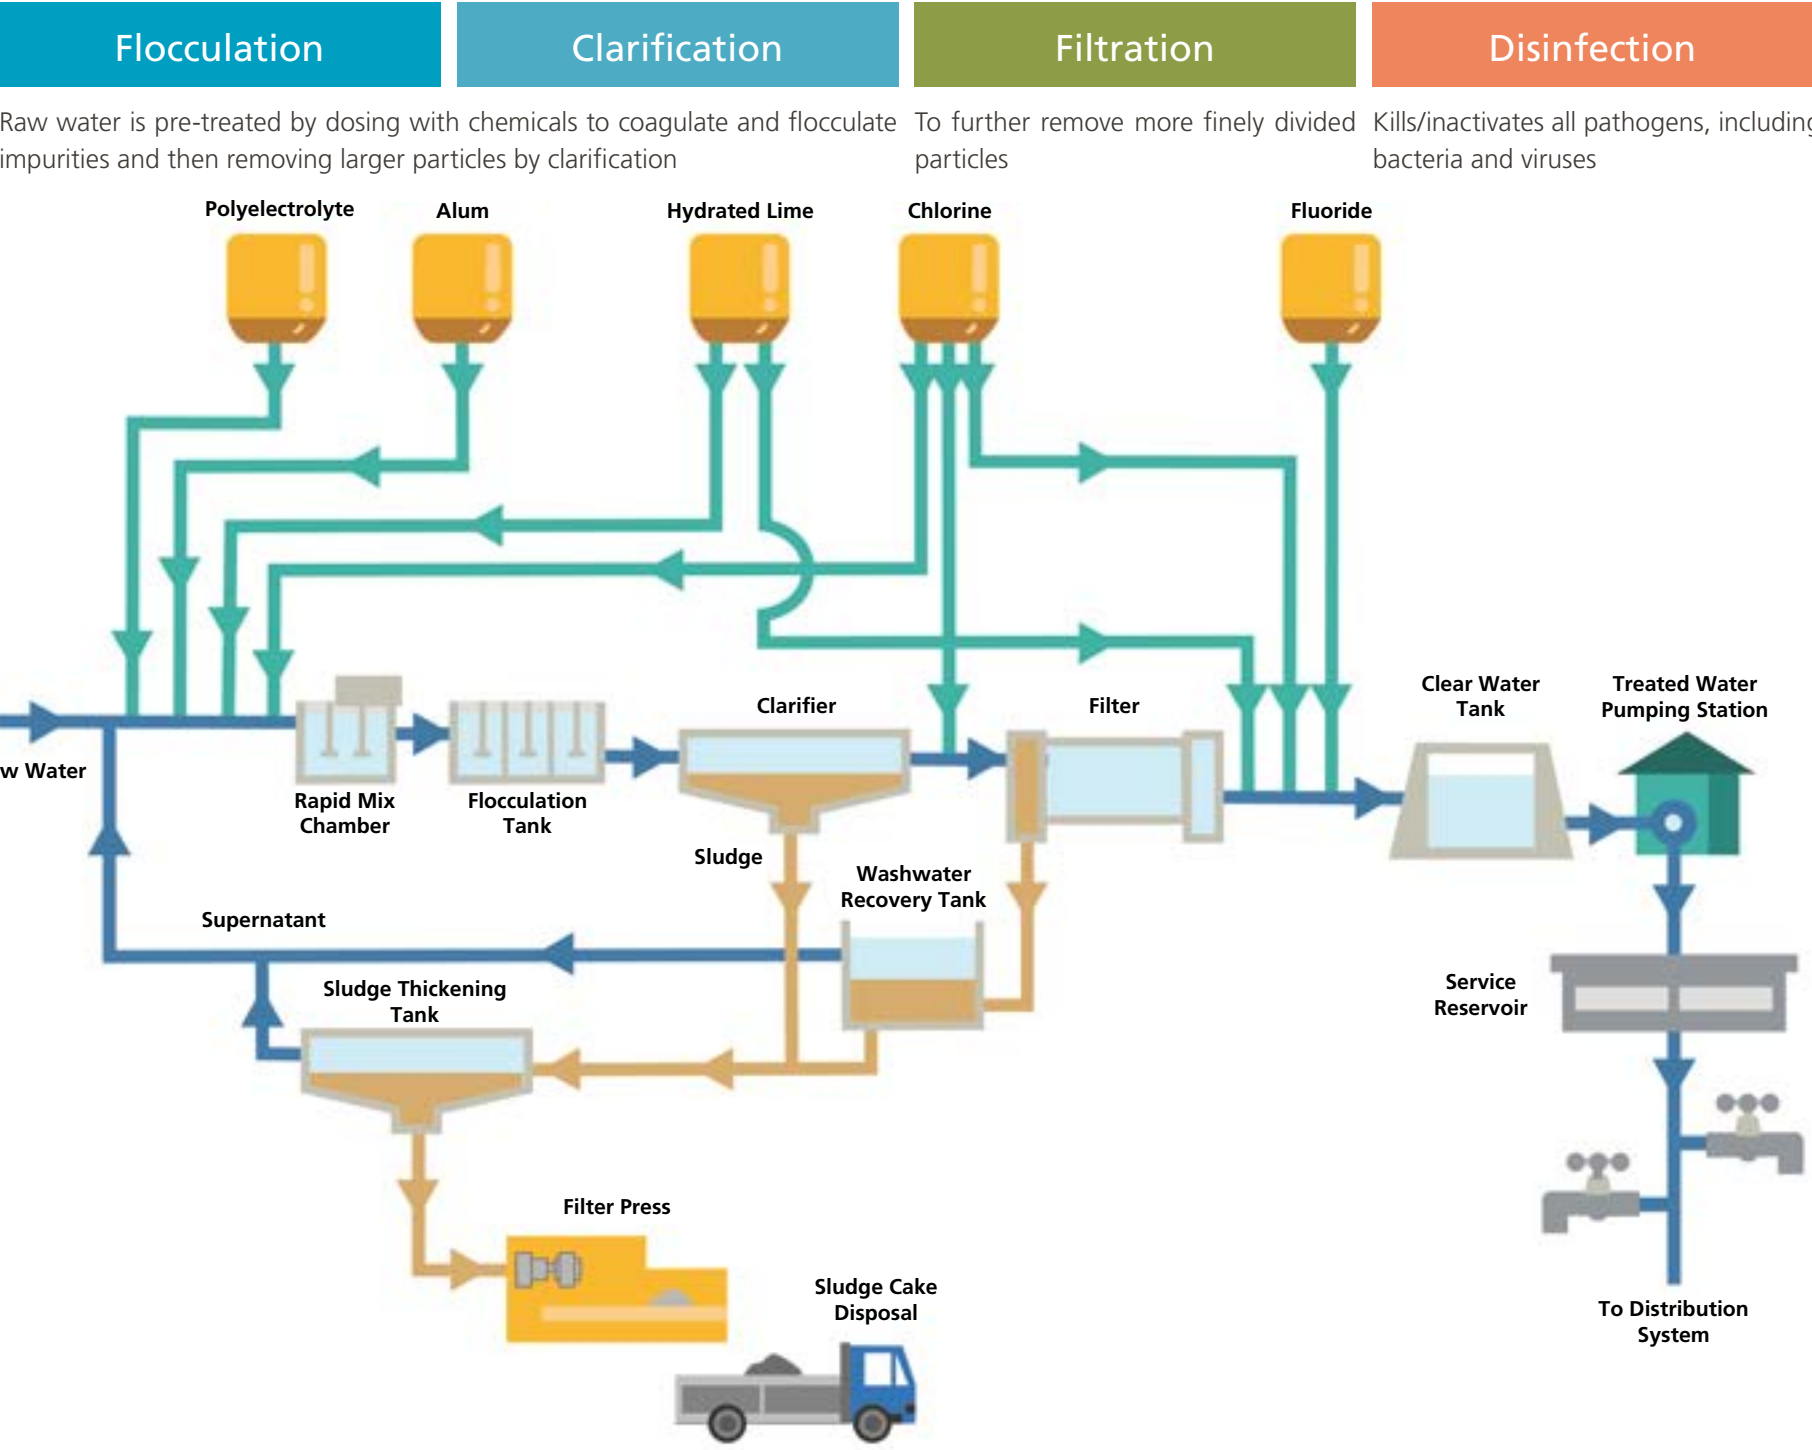 Flocculation
Clarification
Filtration
Disinfection
Raw water is pre-treated by dosing with chemicals to coagulate and flocculate
impurities and then removing larger particles by clarification
To further remove more finely divided
particles
Kills/inactivates all pathogens, including
bacteria and viruses
Polyelectrolyte
Alum
Hydrated Lime
Chlorine
Fluoride
Clarifier
Filter
Clear Water
Tank
Treated Water
Pumping Station
w Water
Rapid Mix
Chamber
Flocculation
Tank
Sludge
Washwater
Recovery Tank
Supernatant
Sludge Thickening
Tank
Service
Reservoir
Filter Press
Sludge Cake
Disposal
To Distribution
System